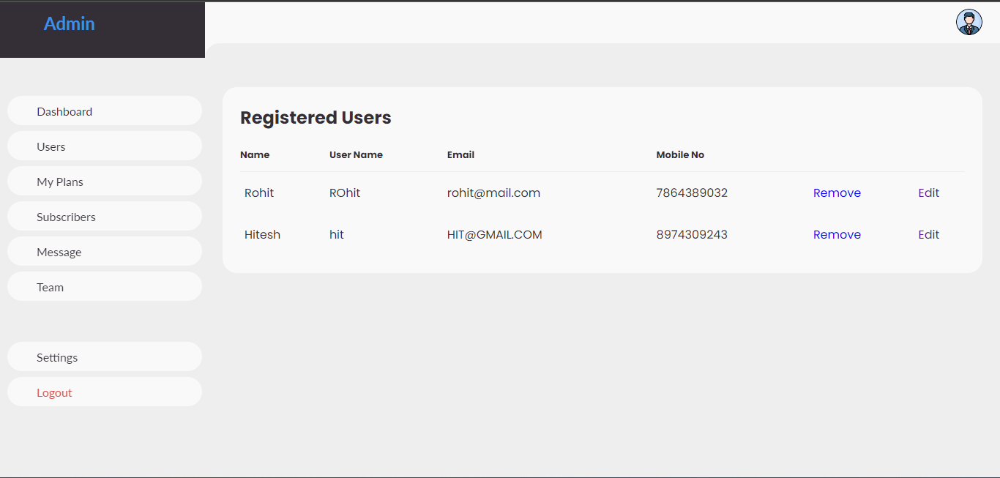 Admin
Dashboard
Users
My Plans
Subscribers
Message
Team
Settings
Logout
Registered Users
Name User Name Email Mobile No
Rohit ROhit rohit@mail.com 7864389032 Remove Edit
Hitesh hit HIT@GMAIL.COM 8974309243 Remove Edit